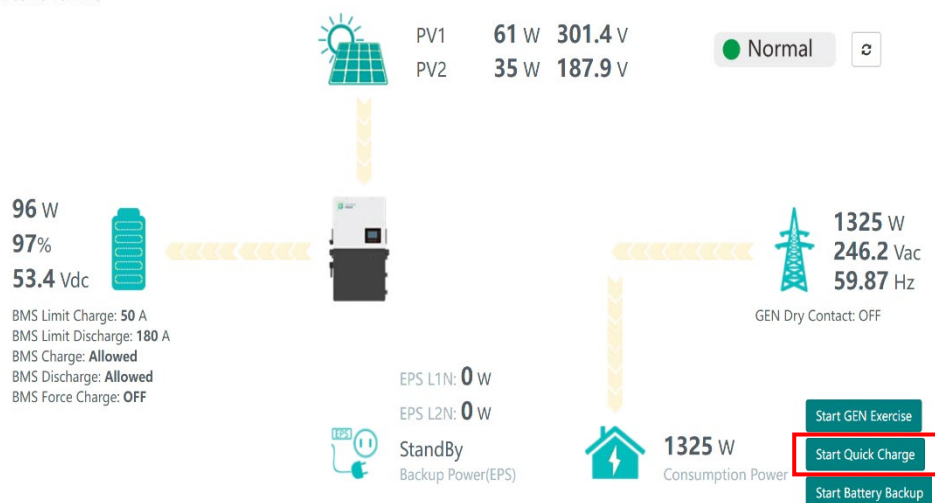 PV1 61 W 301.4 V
PV2 35 W 187.9 V
Normal
96 W
97%
53.4 Vdc
BMS Limit Charge: 50 A
BMS Limit Discharge: 180 A
BMS Charge: Allowed
BMS Discharge: Allowed
BMS Force Charge: OFF
1325 W
246.2 Vac
59.87 Hz
GEN Dry Contact: OFF
EPS L1N: 0 W
EPS L2N: 0 W
EPS
StandBy
Backup Power(EPS)
1325 W
Consumption Power
Start GEN Exercise
Start Quick Charge
Start Battery Backup